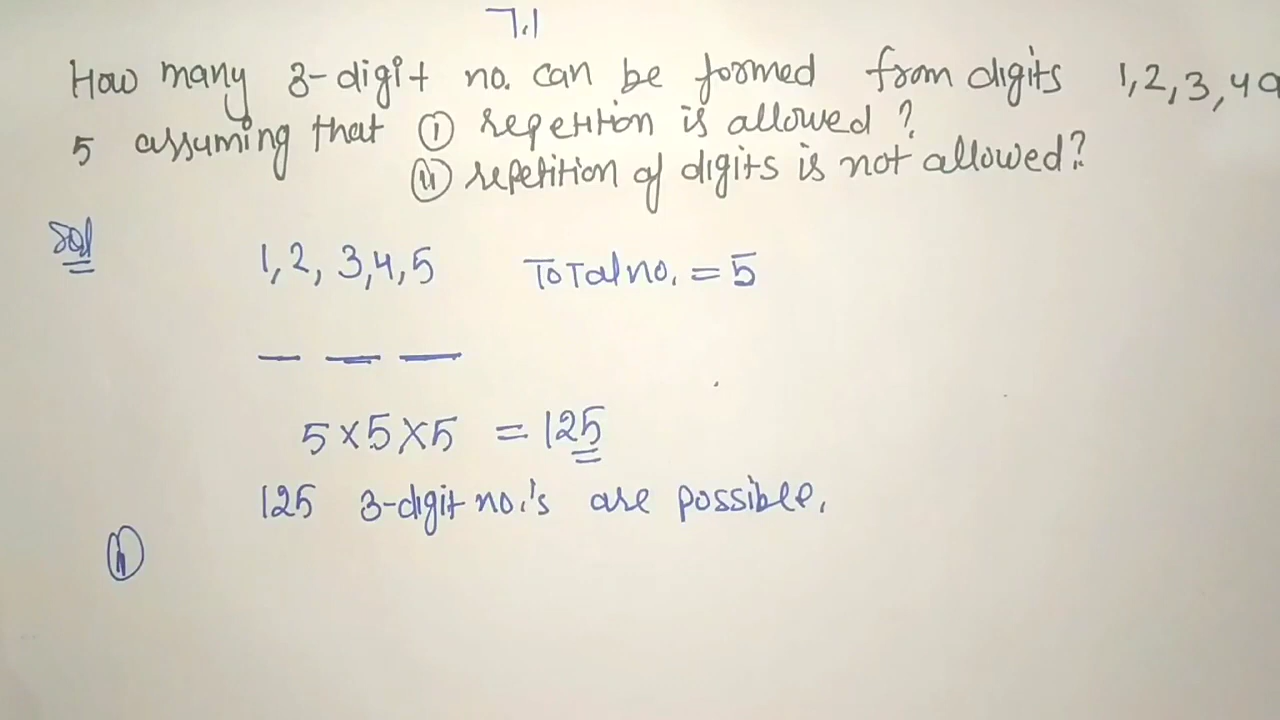 7.1
How many 3-digit no. can be formed from digits 1,2,3,4a
5 assuming that (i) repetition is allowed?
(ii) repetition of digits is not allowed?
Sol
1,2, 3,4,5 Total no. = 5
5×5×5 = 125
125 3-digit no.'s are possible.
(ii)